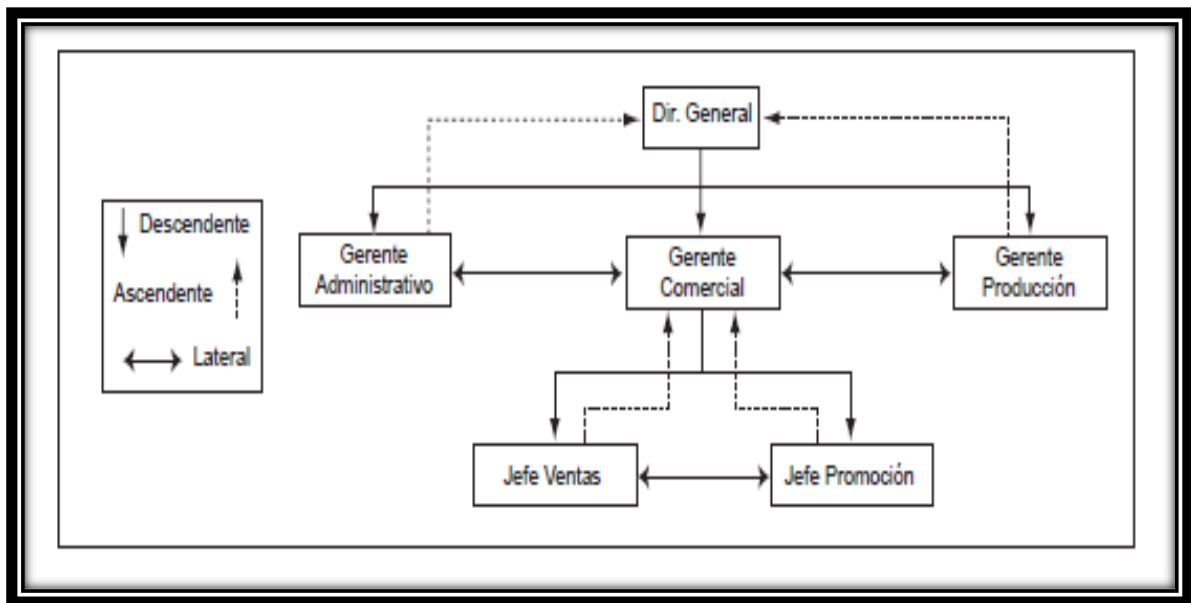 Dir. General
Descendente
Ascendente
Lateral
Gerente
Administrativo
Gerente
Comercial
Gerente
Producción
Jefe Ventas
Jefe Promoción